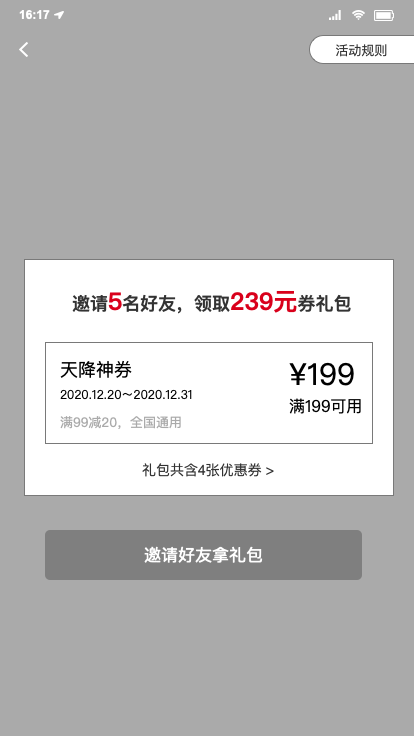 16:17
活动规则
邀请5名好友，领取239元券礼包
天降神券
¥199
2020.12.20～2020.12.31
满199可用
满99减20，全国通用
礼包共含4张优惠券 >
邀请好友拿礼包